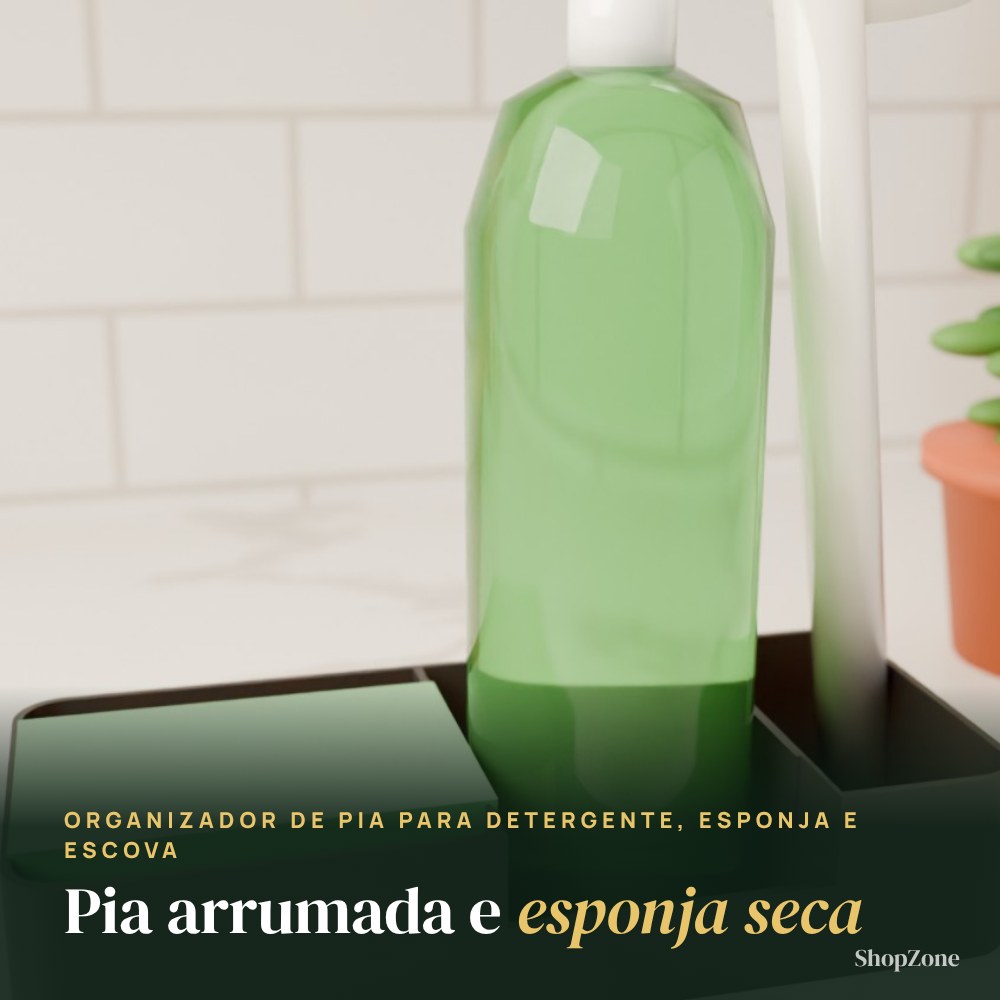 ORGANIZADOR DE PIA PARA DETERGENTE, ESPONJA E
ESCOVA
Pia arrumada e esponja seca
ShopZone